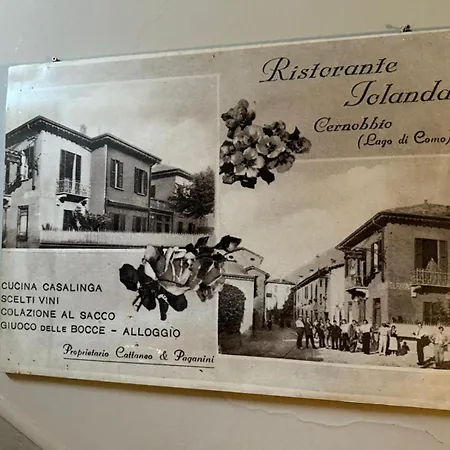 Ristorante
Iolanda
Cernobbio
(Lago di Como)
CUCINA CASALINGA
SCELTI VINI
COLAZIONE AL SACCO
GIUOCO DELLE BOCCE - ALLOGGIO
Proprietario Cattaneo & Paganini